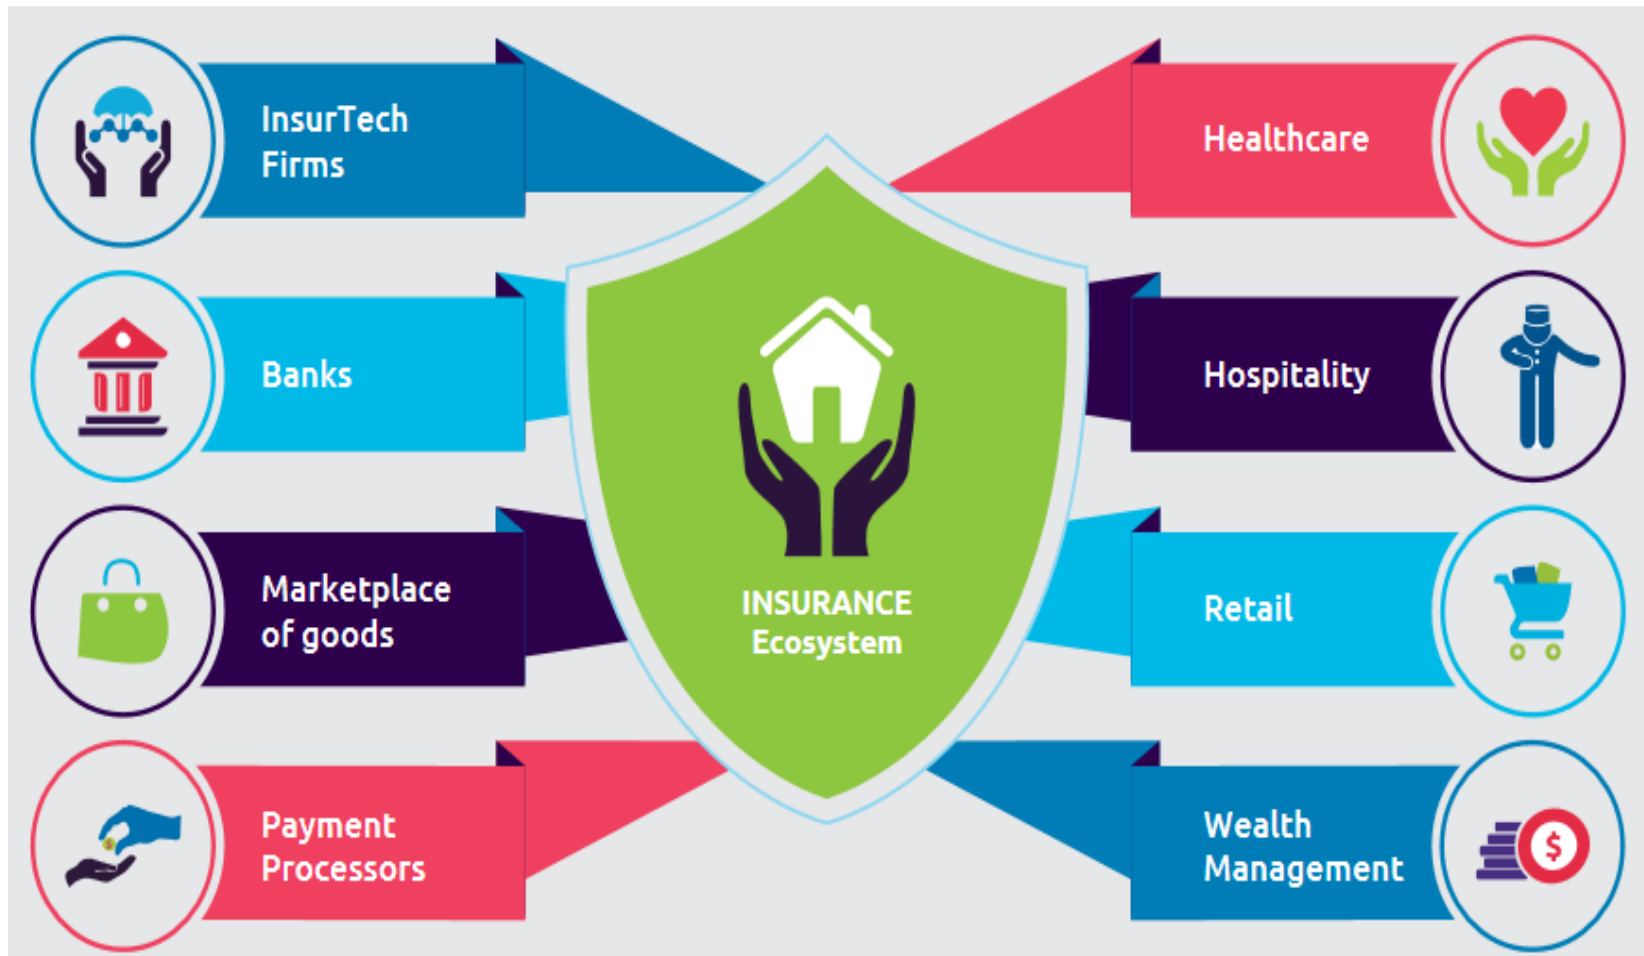 InsurTech
Firms
Banks
Marketplace
of goods
Payment
Processors
INSURANCE
Ecosystem
Healthcare
Hospitality
Retail
Wealth
Management